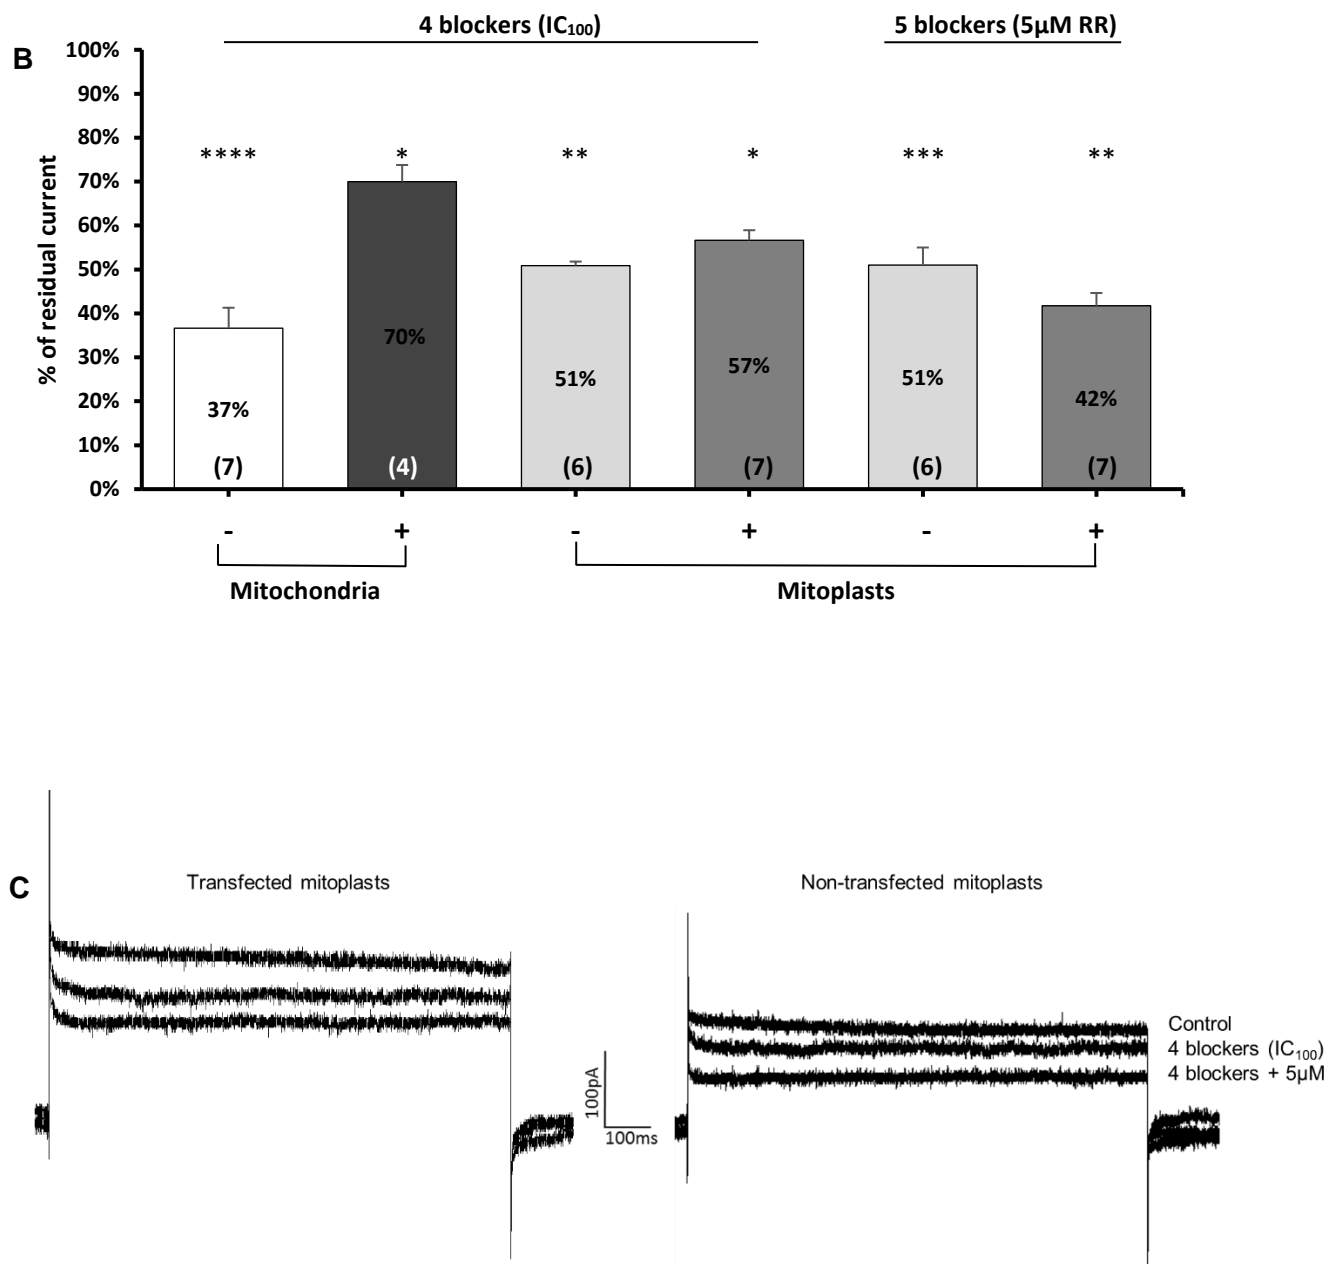 4 blockers (IC₁₀₀) 5 blockers (5µM RR)
B
100%
90%
80%
70%
60%
50%
40%
30%
20%
10%
0%
% of residual current
**** * ** * *** **
37% 70% 51% 57% 51% 42%
(7) (4) (6) (7) (6) (7)
- + - + - +
Mitochondria Mitoplasts
C
Transfected mitoplasts Non-transfected mitoplasts
100pA
100ms
Control
4 blockers (IC₁₀₀)
4 blockers + 5µM